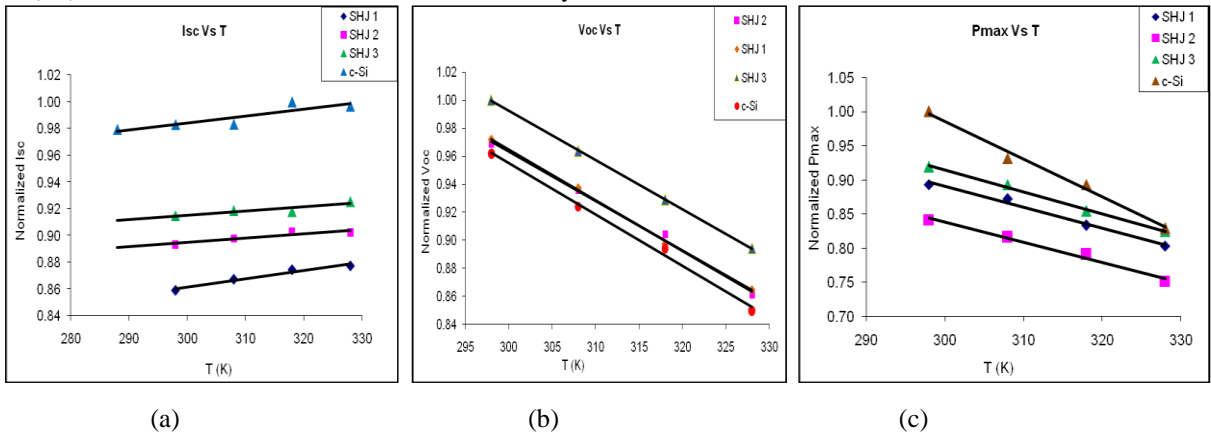 Isc Vs T
SHJ 1
SHJ 2
SHJ 3
c-Si
1.02
1.00
0.98
0.96
0.94
0.92
0.90
0.88
0.86
0.84
Normalized Isc
280
290
300
310
320
330
T (K)
Voc Vs T
SHJ 2
SHJ 1
SHJ 3
c-Si
1.02
1.00
0.98
0.96
0.94
0.92
0.90
0.88
0.86
0.84
Normalized Voc
295
300
305
310
315
320
325
330
T (K)
Pmax Vs T
SHJ 1
SHJ 2
SHJ 3
c-Si
1.05
1.00
0.95
0.90
0.85
0.80
0.75
0.70
Normalized Pmax
290
300
310
320
330
T (K)
(a)
(b)
(c)